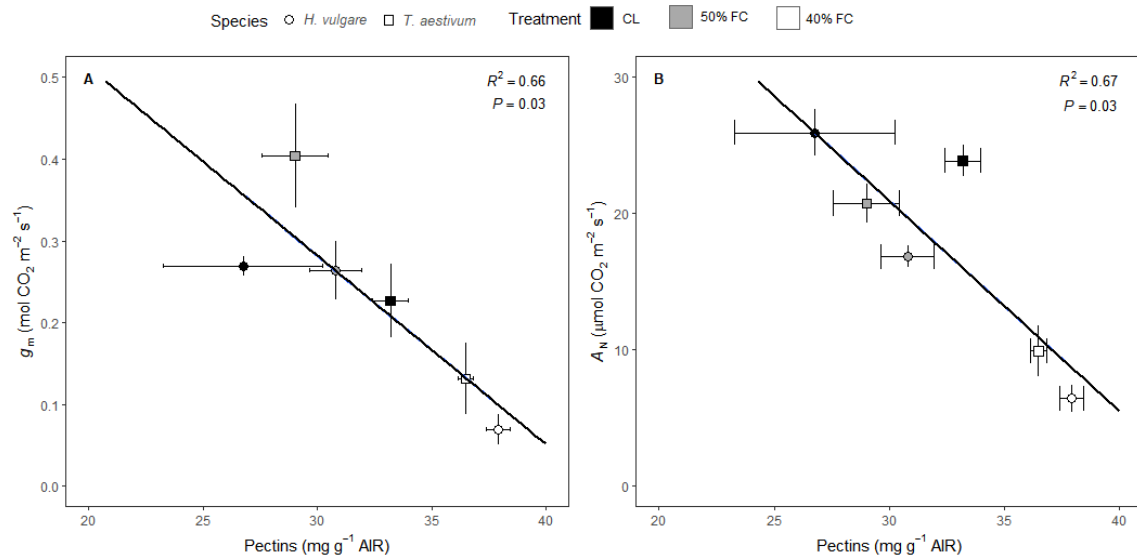 Species H. vulgare T. aestivum Treatment CL 50% FC 40% FC
A
R² = 0.66
P = 0.03
0.5
0.4
0.3
0.2
0.1
0.0
gm (mol CO2 m−2 s−1)
20 25 30 35 40
Pectins (mg g−1 AIR)
B
R² = 0.67
P = 0.03
30
20
10
0
AN (μmol CO2 m−2 s−1)
20 25 30 35 40
Pectins (mg g−1 AIR)